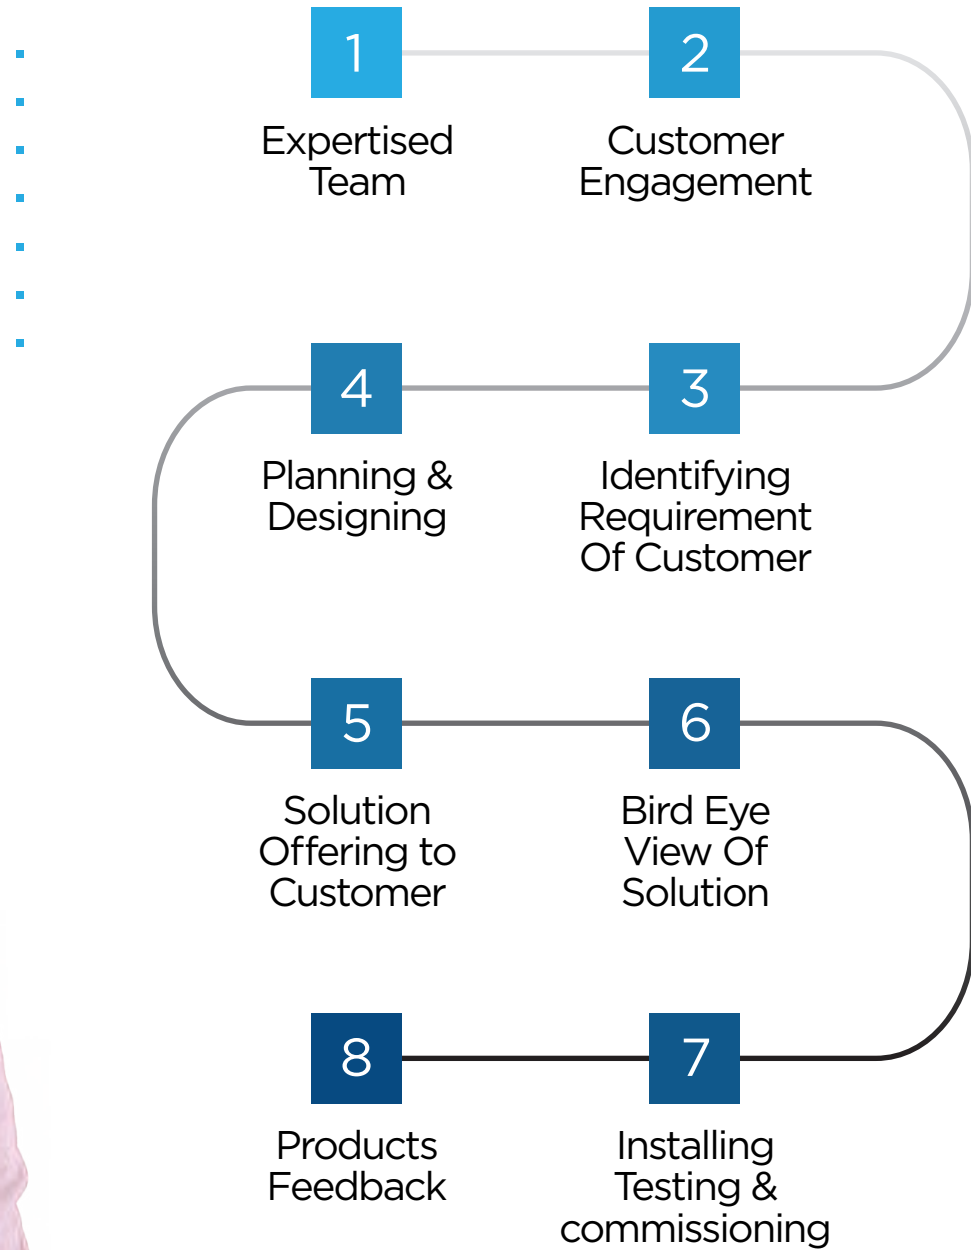 1
Expertised
Team
2
Customer
Engagement
3
Identifying
Requirement
Of Customer
4
Planning &
Designing
5
Solution
Offering to
Customer
6
Bird Eye
View Of
Solution
7
Installing
Testing &
commissioning
8
Products
Feedback